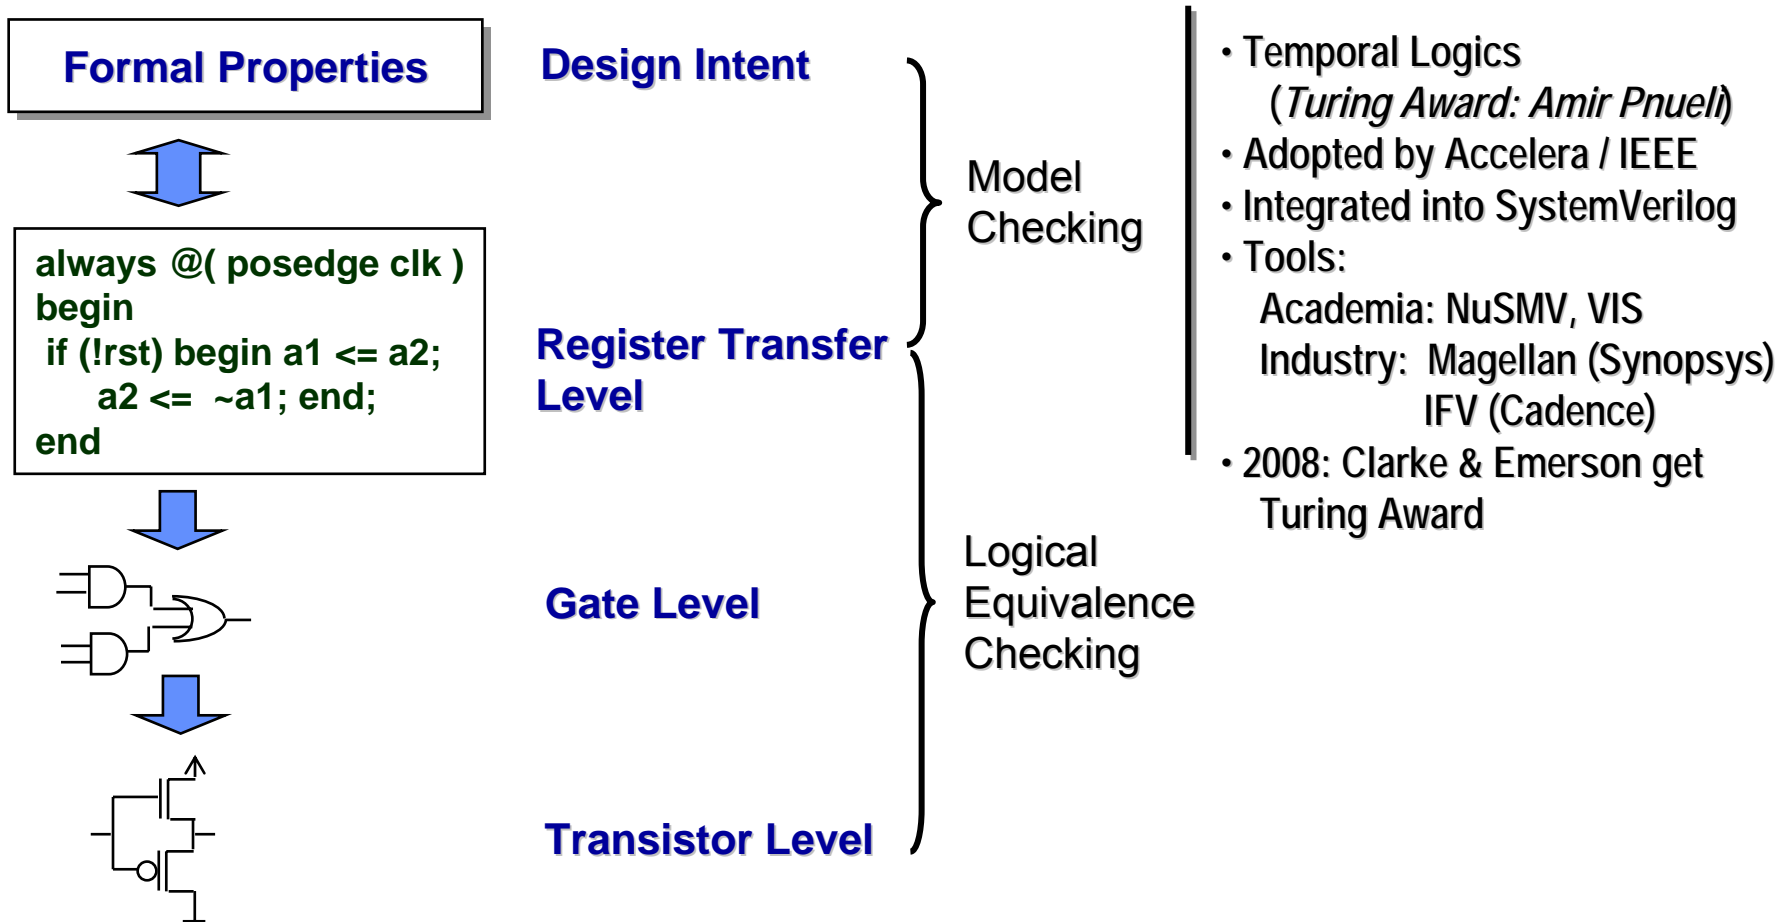 Formal Properties
always @( posedge clk )
begin
if (!rst) begin a1 <= a2;
a2 <= ~a1; end;
end
Design Intent
Register Transfer
Level
Gate Level
Transistor Level
Model
Checking
Logical
Equivalence
Checking
• Temporal Logics
(Turing Award: Amir Pnueli)
• Adopted by Accelera / IEEE
• Integrated into SystemVerilog
• Tools:
Academia: NuSMV, VIS
Industry: Magellan (Synopsys)
IFV (Cadence)
• 2008: Clarke & Emerson get
Turing Award